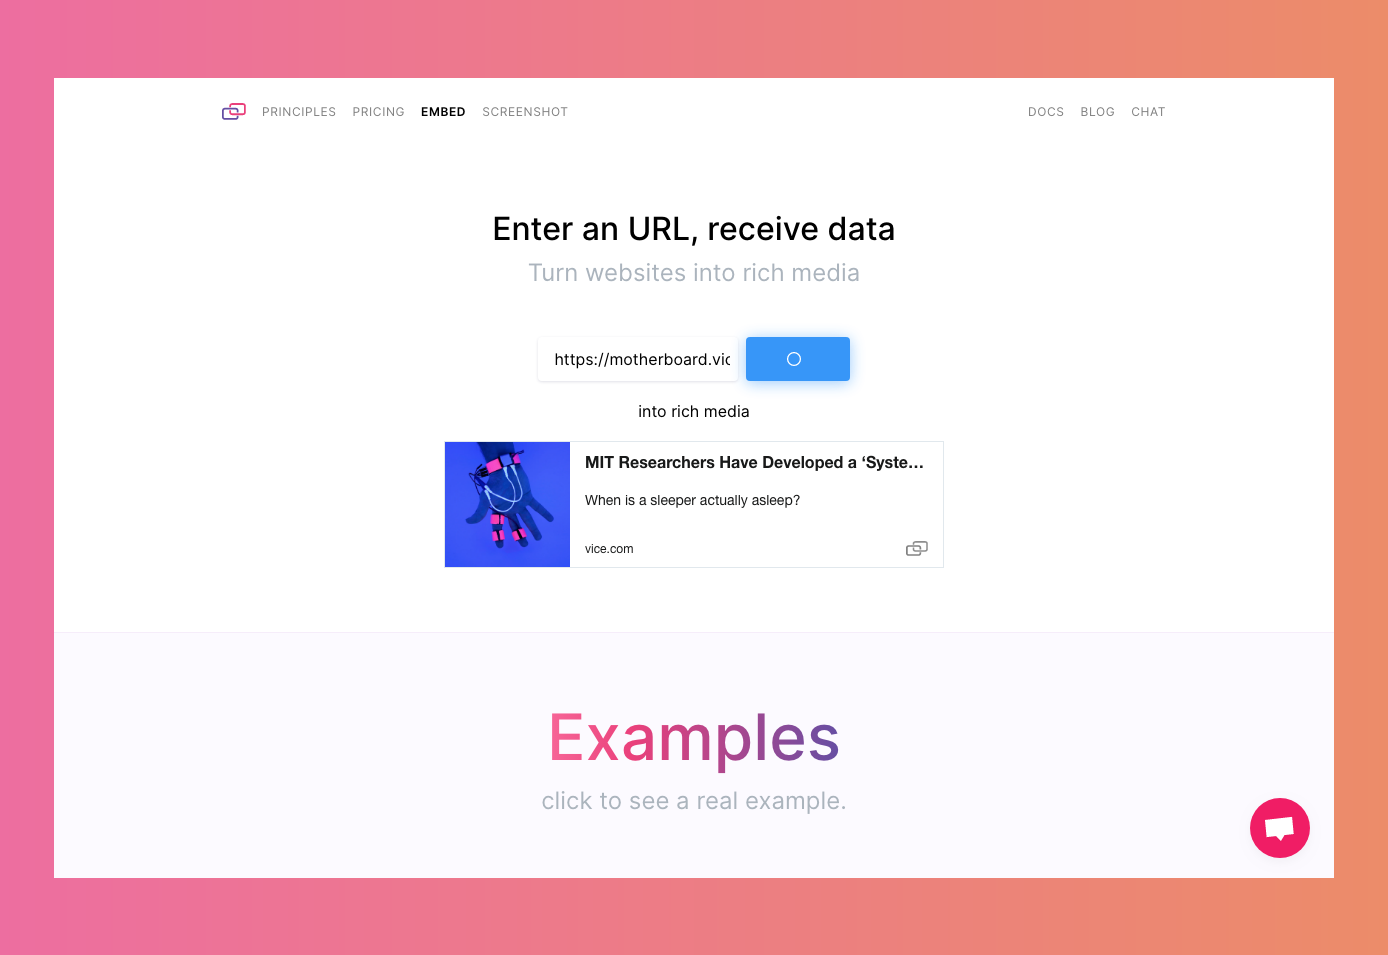 PRINCIPLES PRICING EMBED SCREENSHOT DOCS BLOG CHAT
Enter an URL, receive data
Turn websites into rich media
https://motherboard.vic
into rich media
MIT Researchers Have Developed a ‘Syste…
When is a sleeper actually asleep?
vice.com
Examples
click to see a real example.